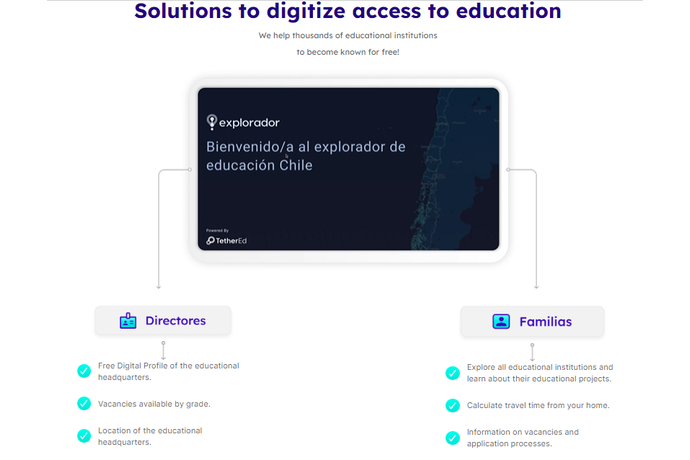 Solutions to digitize access to education
We help thousands of educational institutions
to become known for free!
explorador
Bienvenido/a al explorador de
educación Chile
Powered By
TetherEd
Directores
Free Digital Profile of the educational
headquarters.
Vacancies available by grade.
Location of the educational
headquarters.
Familias
Explore all educational institutions and
learn about their educational projects.
Calculate travel time from your home.
Information on vacancies and
application processes.